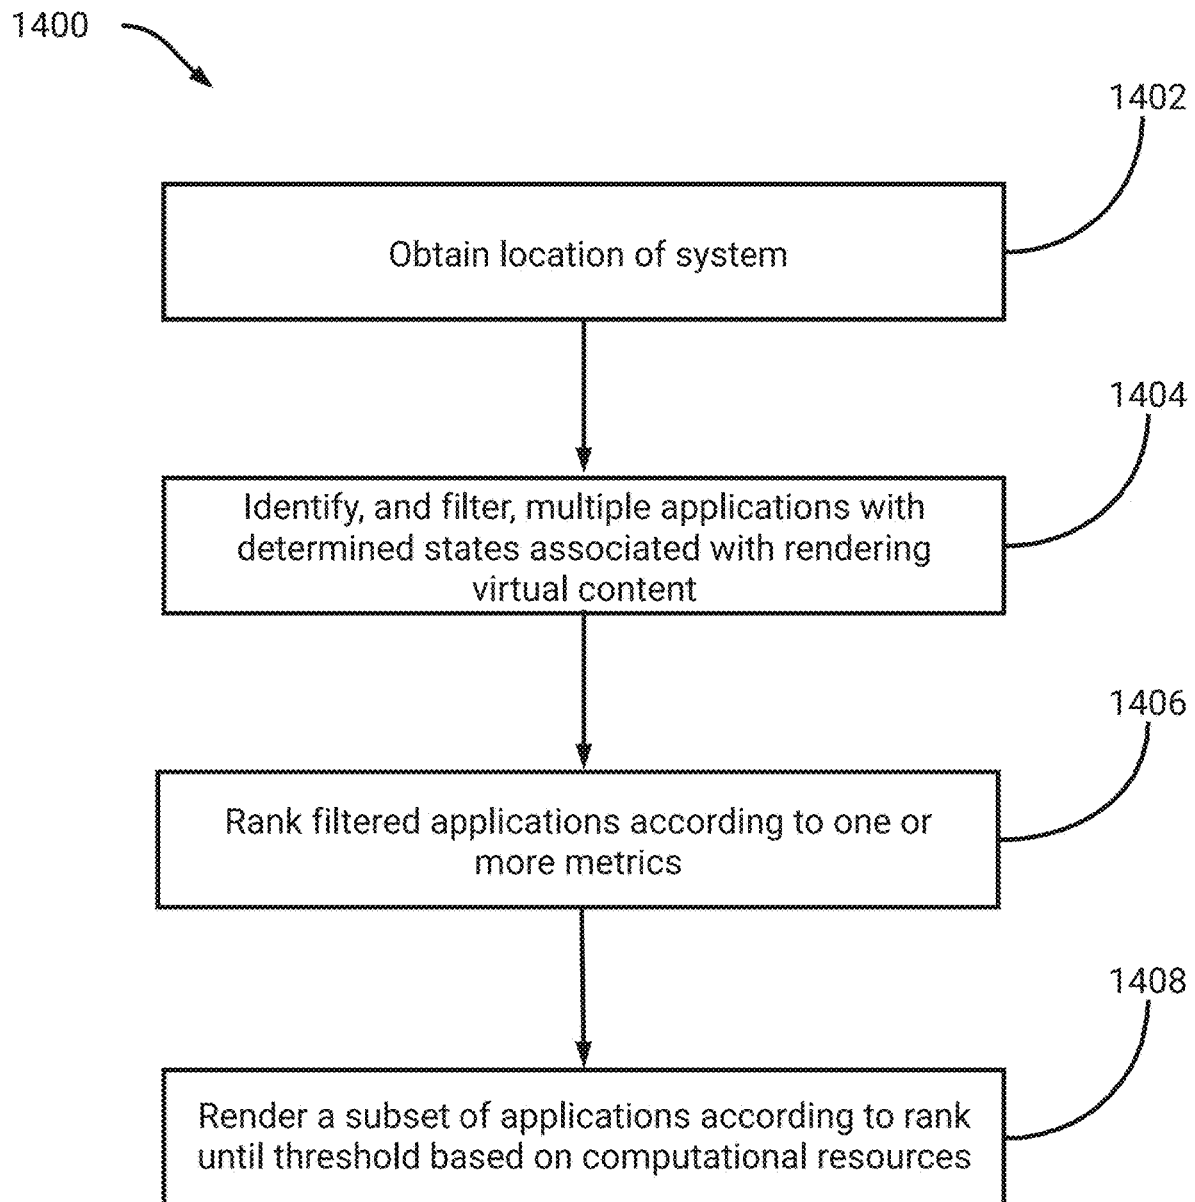 1400
1402
Obtain location of system
1404
Identify, and filter, multiple applications with
determined states associated with rendering
virtual content
1406
Rank filtered applications according to one or
more metrics
1408
Render a subset of applications according to rank
until threshold based on computational resources